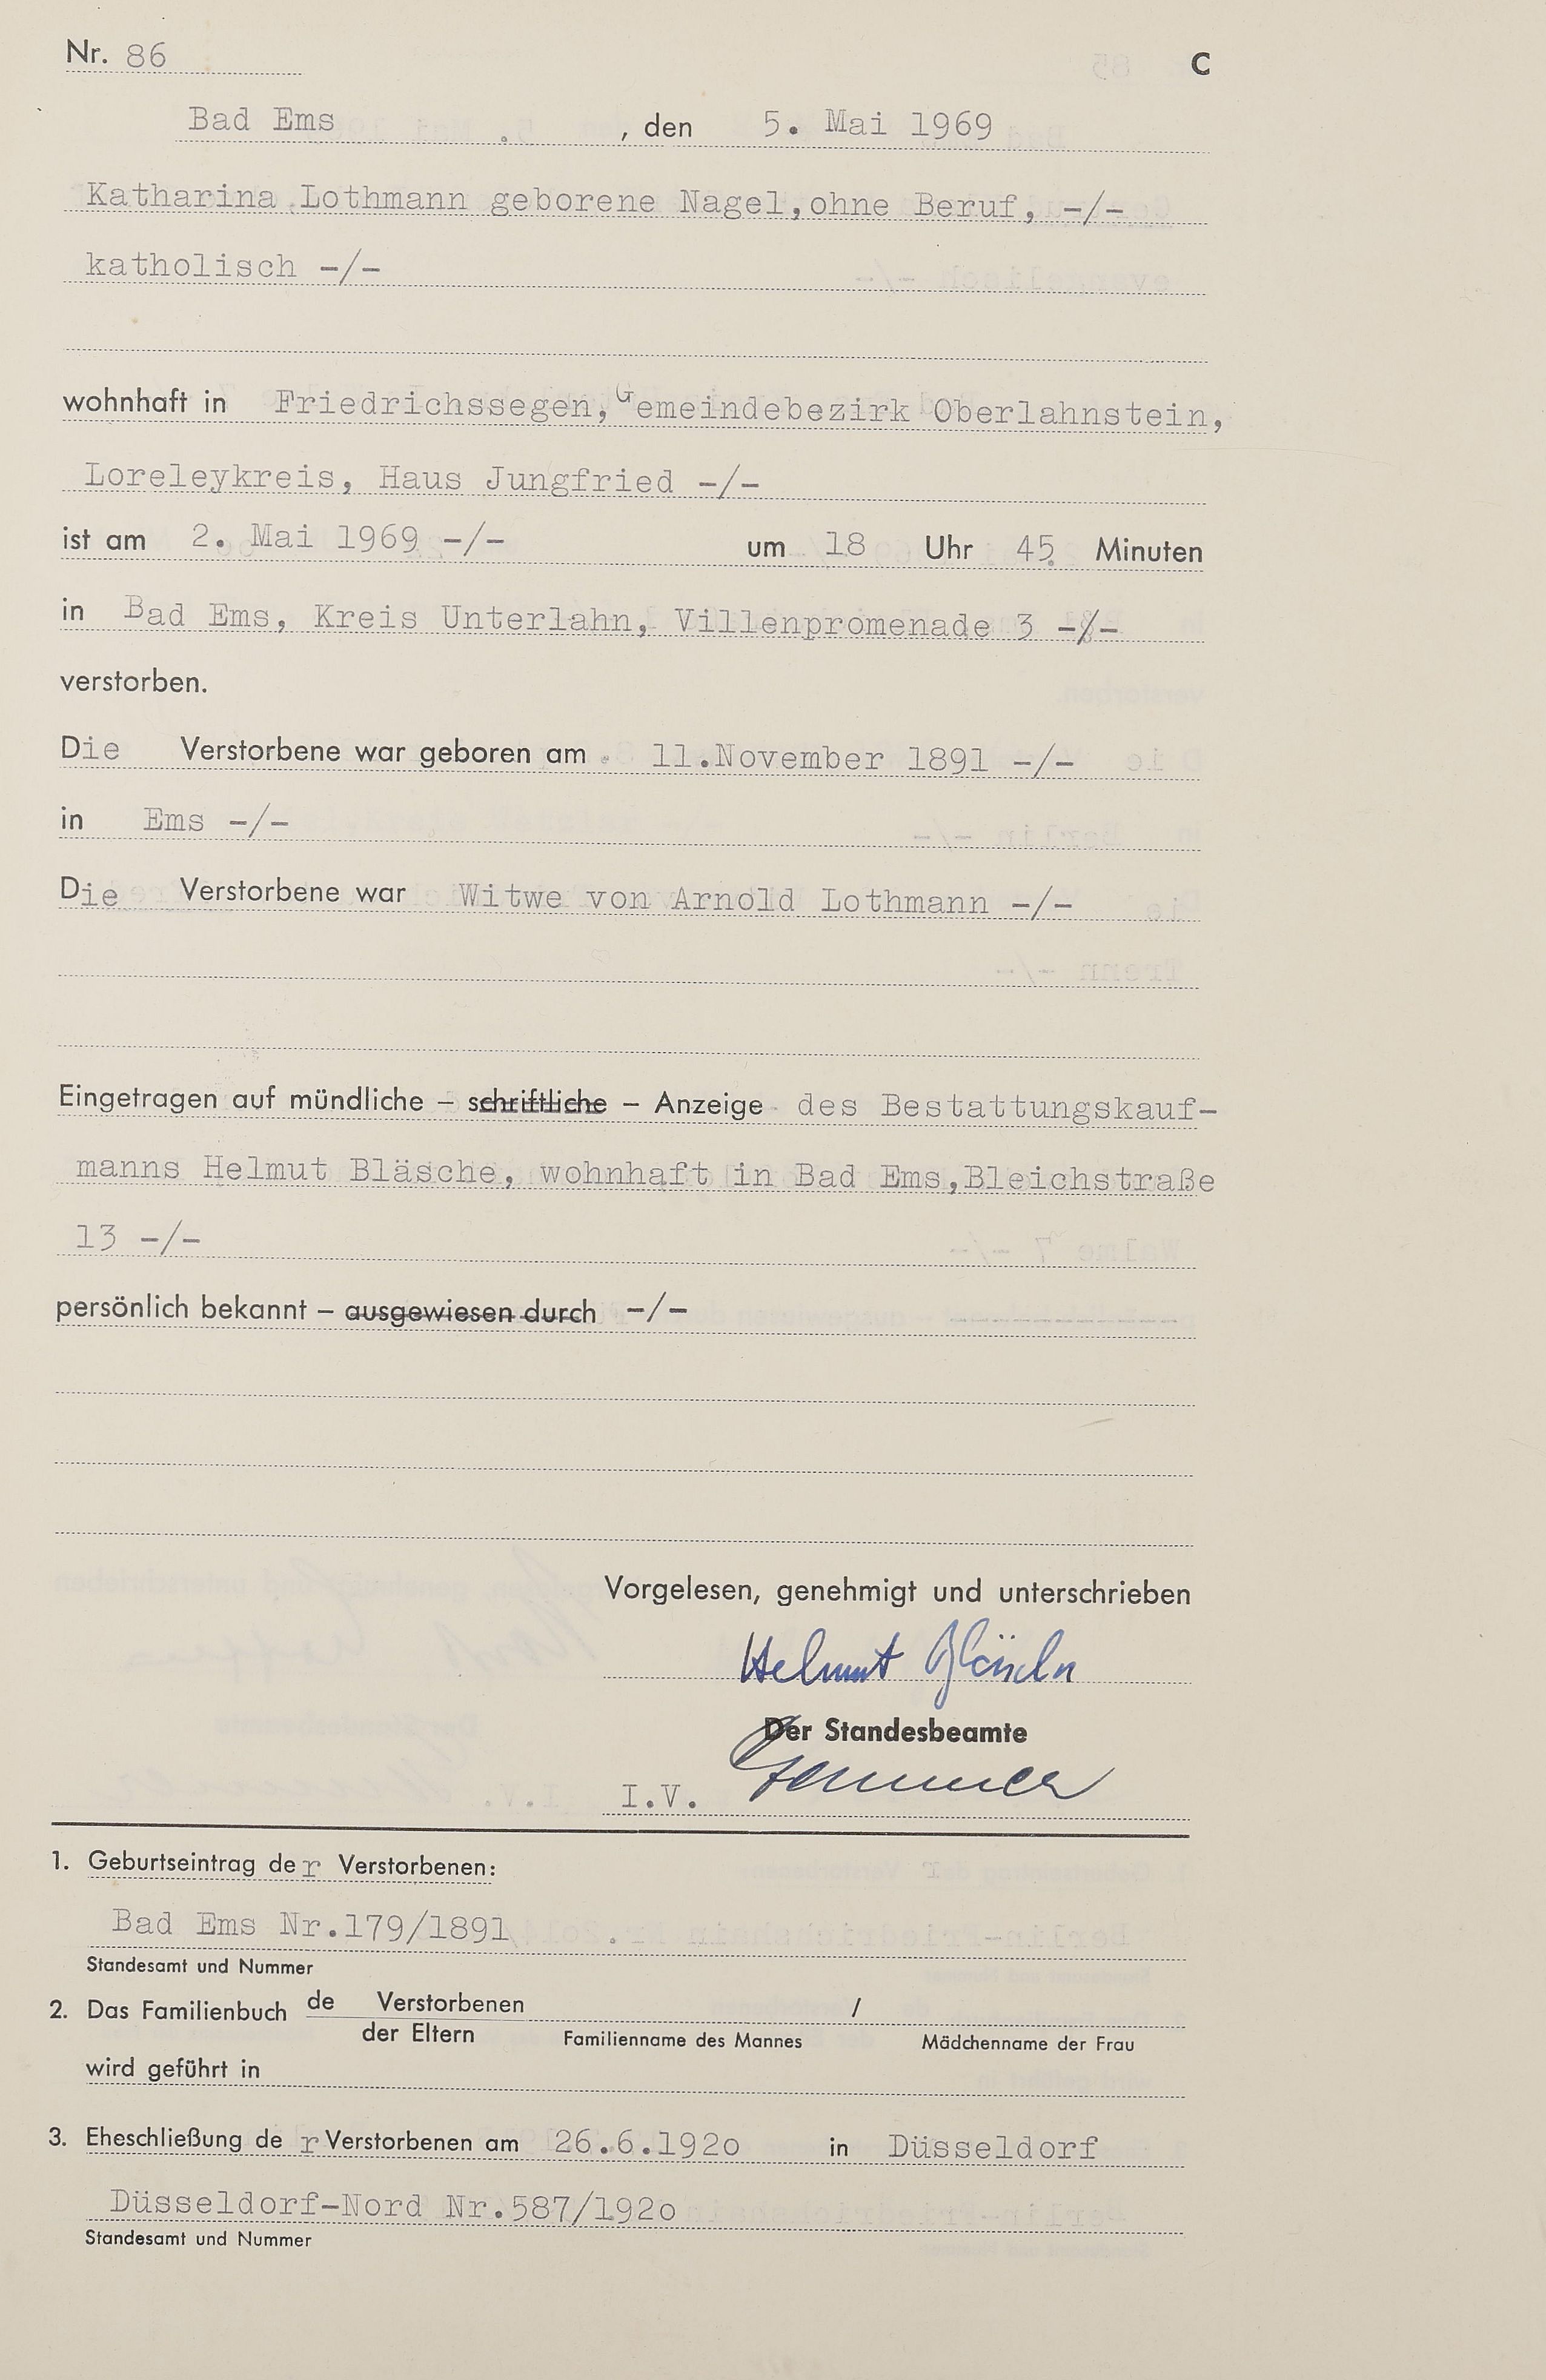 Nr. 86
C
Bad Ems , den 5. Mai 1969
Katharina Lothmann geborene Nagel,ohne Beruf, -/-
katholisch -/-
wohnhaft in Friedrichssegen,Gemeindebezirk Oberlahnstein,
Loreleykreis, Haus Jungfried -/-
ist am 2. Mai 1969 -/- um 18 Uhr 45 Minuten
in Bad Ems, Kreis Unterlahn, Villenpromenade 3 -/-
verstorben.
Die Verstorbene war geboren am 11.November 1891 -/-
in Ems -/-
Die Verstorbene war Witwe von Arnold Lothmann -/-
Eingetragen auf mündliche – schriftliche – Anzeige des Bestattungskauf-
manns Helmut Bläsche, wohnhaft in Bad Ems,Bleichstraße
13 -/-
persönlich bekannt – ausgewiesen durch -/-
Vorgelesen, genehmigt und unterschrieben
Helmut Bläsche
Der Standesbeamte
I.V.
1. Geburtseintrag der Verstorbenen:
Bad Ems Nr.179/1891
Standesamt und Nummer
2. Das Familienbuch de Verstorbenen /
der Eltern Familienname des Mannes Mädchenname der Frau
wird geführt in
3. Eheschließung der Verstorbenen am 26.6.192o in Düsseldorf
Düsseldorf-Nord Nr.587/192o
Standesamt und Nummer